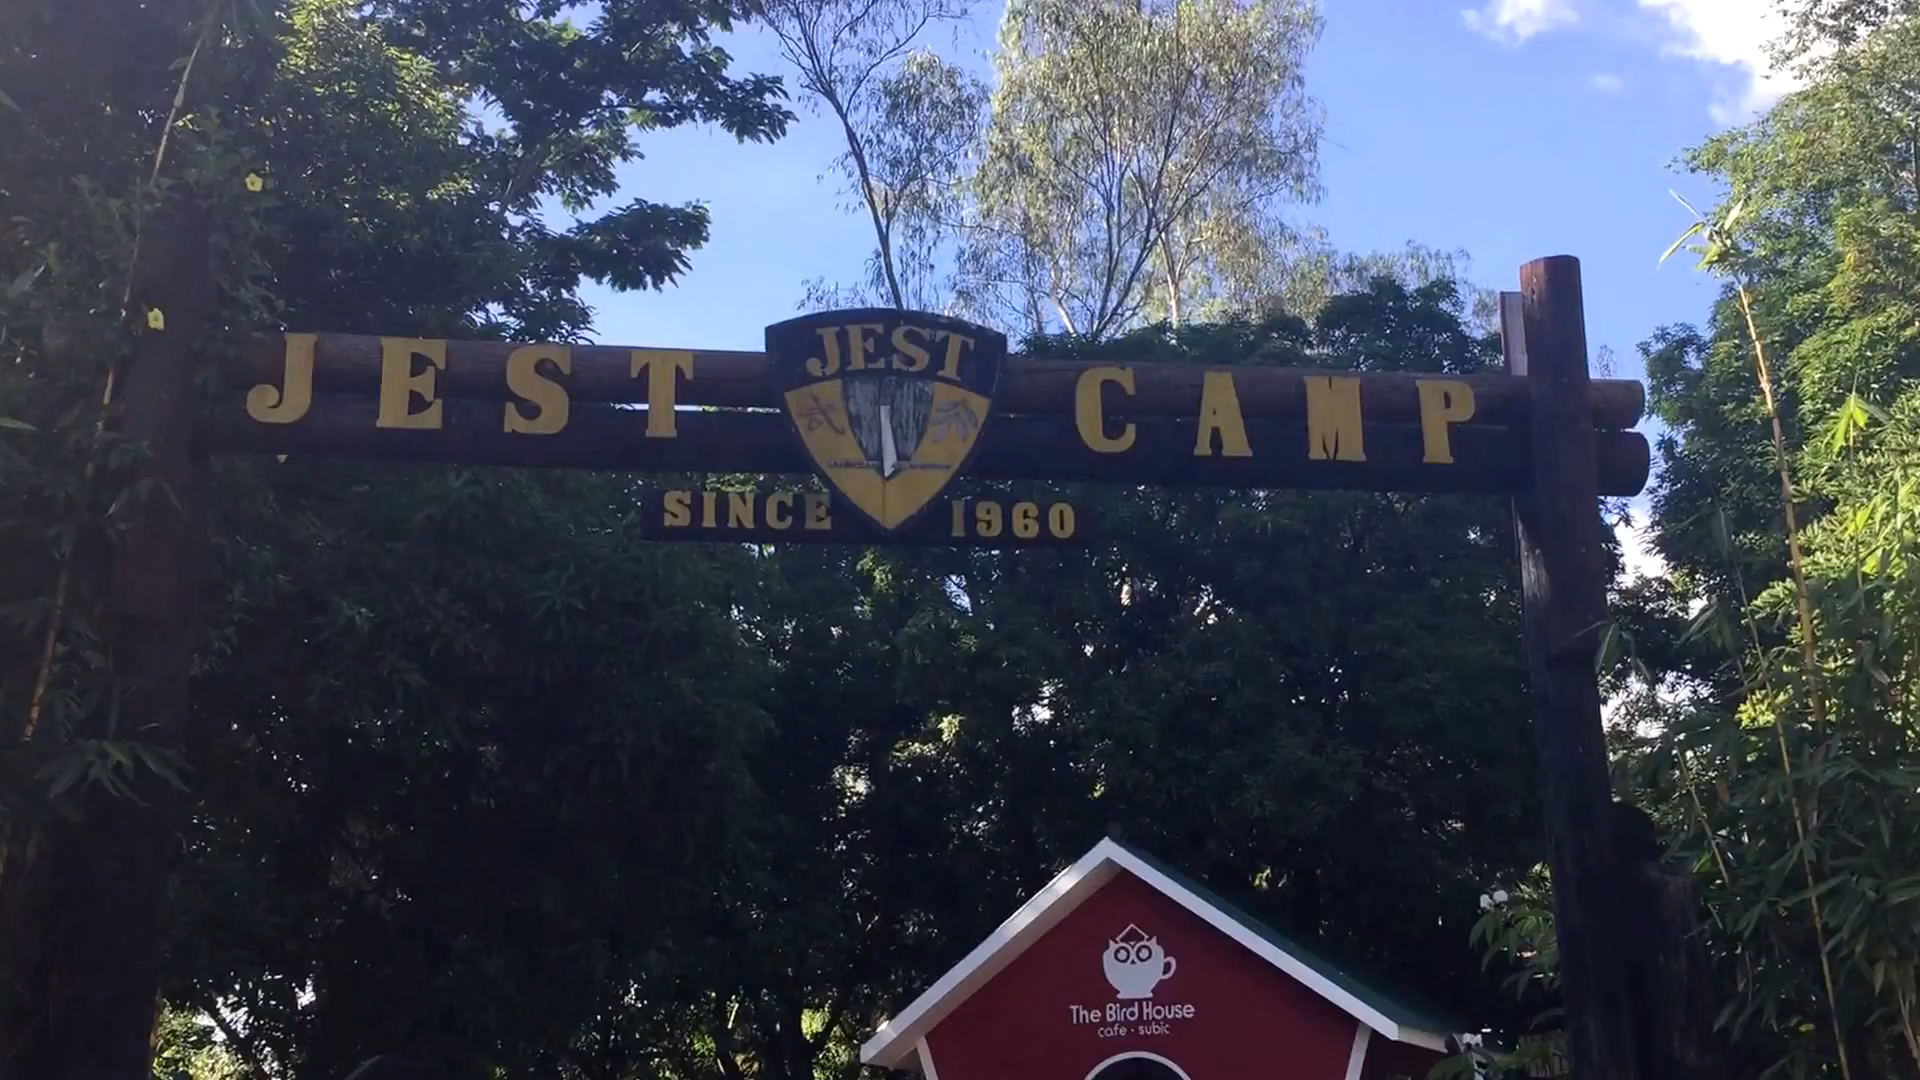 JEST CAMP
JEST
SINCE 1960
The Bird House
cafe · subic